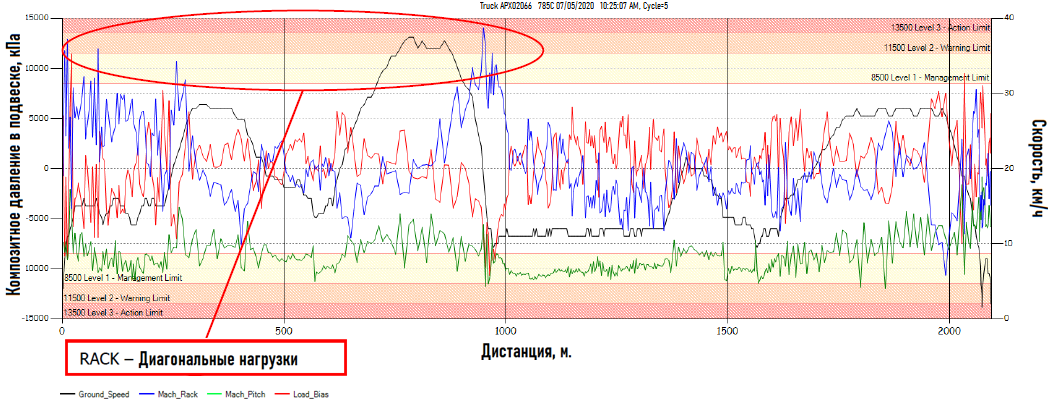 Truck APX02066 785C 07/05/2020 10:25:07 AM, Cycle=5
Композитное давление в подвеске, кПа
15000
10000
5000
0
-5000
10000
-15000
40
30
20
10
0
Скорость, км/ч
13500 Level 3 - Action Limit
11500 Level 2 - Warning Limit
8500 Level 1 - Management Limit
8500 Level 1 - Management Limit
11500 Level 2 - Warning Limit
13500 Level 3 - Action Limit
0
500
1000
1500
2000
Дистанция, м.
RACK – Диагональные нагрузки
Ground_Speed
Mach_Rack
Mach_Pitch
Load_Bias